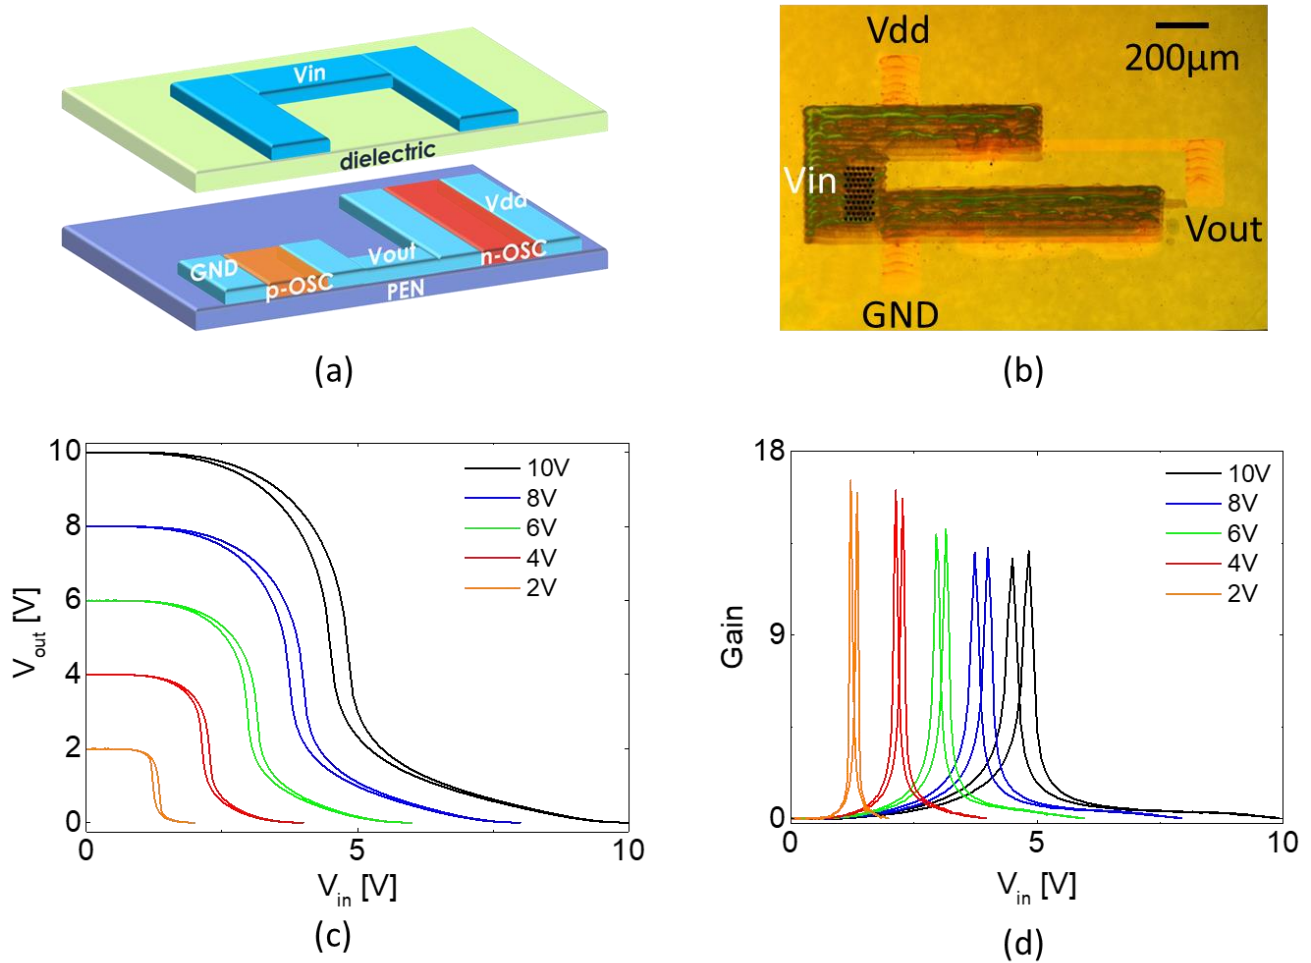 Vin
dielectric
GND
p-OSC
Vout
Vdd
n-OSC
PEN
(a)
Vdd
200μm
Vin
Vout
GND
(b)
10
8
6
4
2
0
Vout [V]
10V
8V
6V
4V
2V
0
5
10
Vin [V]
(c)
18
9
0
Gain
10V
8V
6V
4V
2V
0
5
10
Vin [V]
(d)